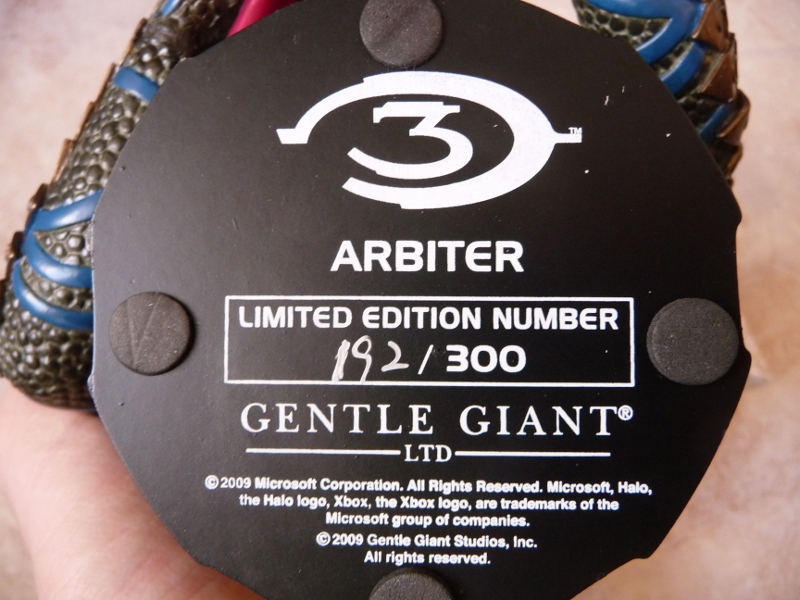 3™
ARBITER
LIMITED EDITION NUMBER
192/300
GENTLE GIANT®
LTD
©2009 Microsoft Corporation. All Rights Reserved. Microsoft, Halo,
the Halo logo, Xbox, the Xbox logo, are trademarks of the
Microsoft group of companies.
©2009 Gentle Giant Studios, Inc.
All rights reserved.